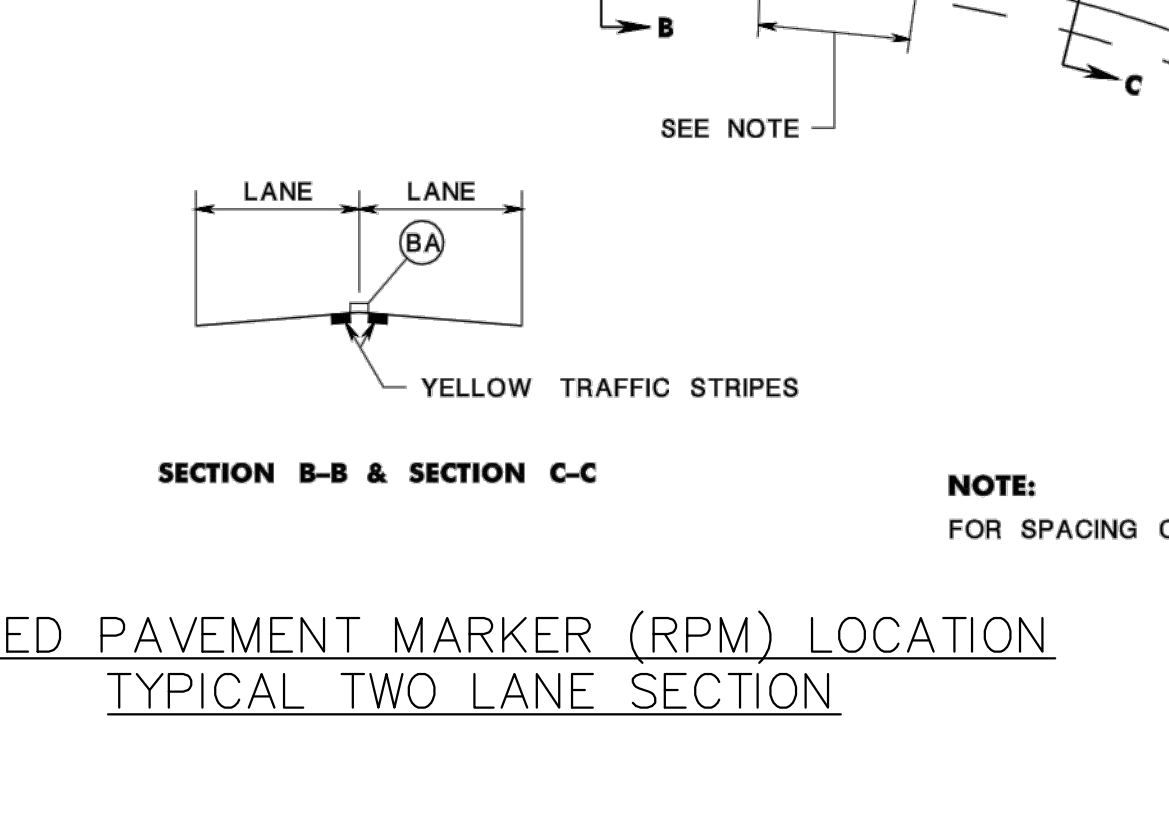 B
C
SEE NOTE
LANE LANE
BA
YELLOW TRAFFIC STRIPES
SECTION B-B & SECTION C-C
NOTE:
FOR SPACING
ED PAVEMENT MARKER (RPM) LOCATION
TYPICAL TWO LANE SECTION